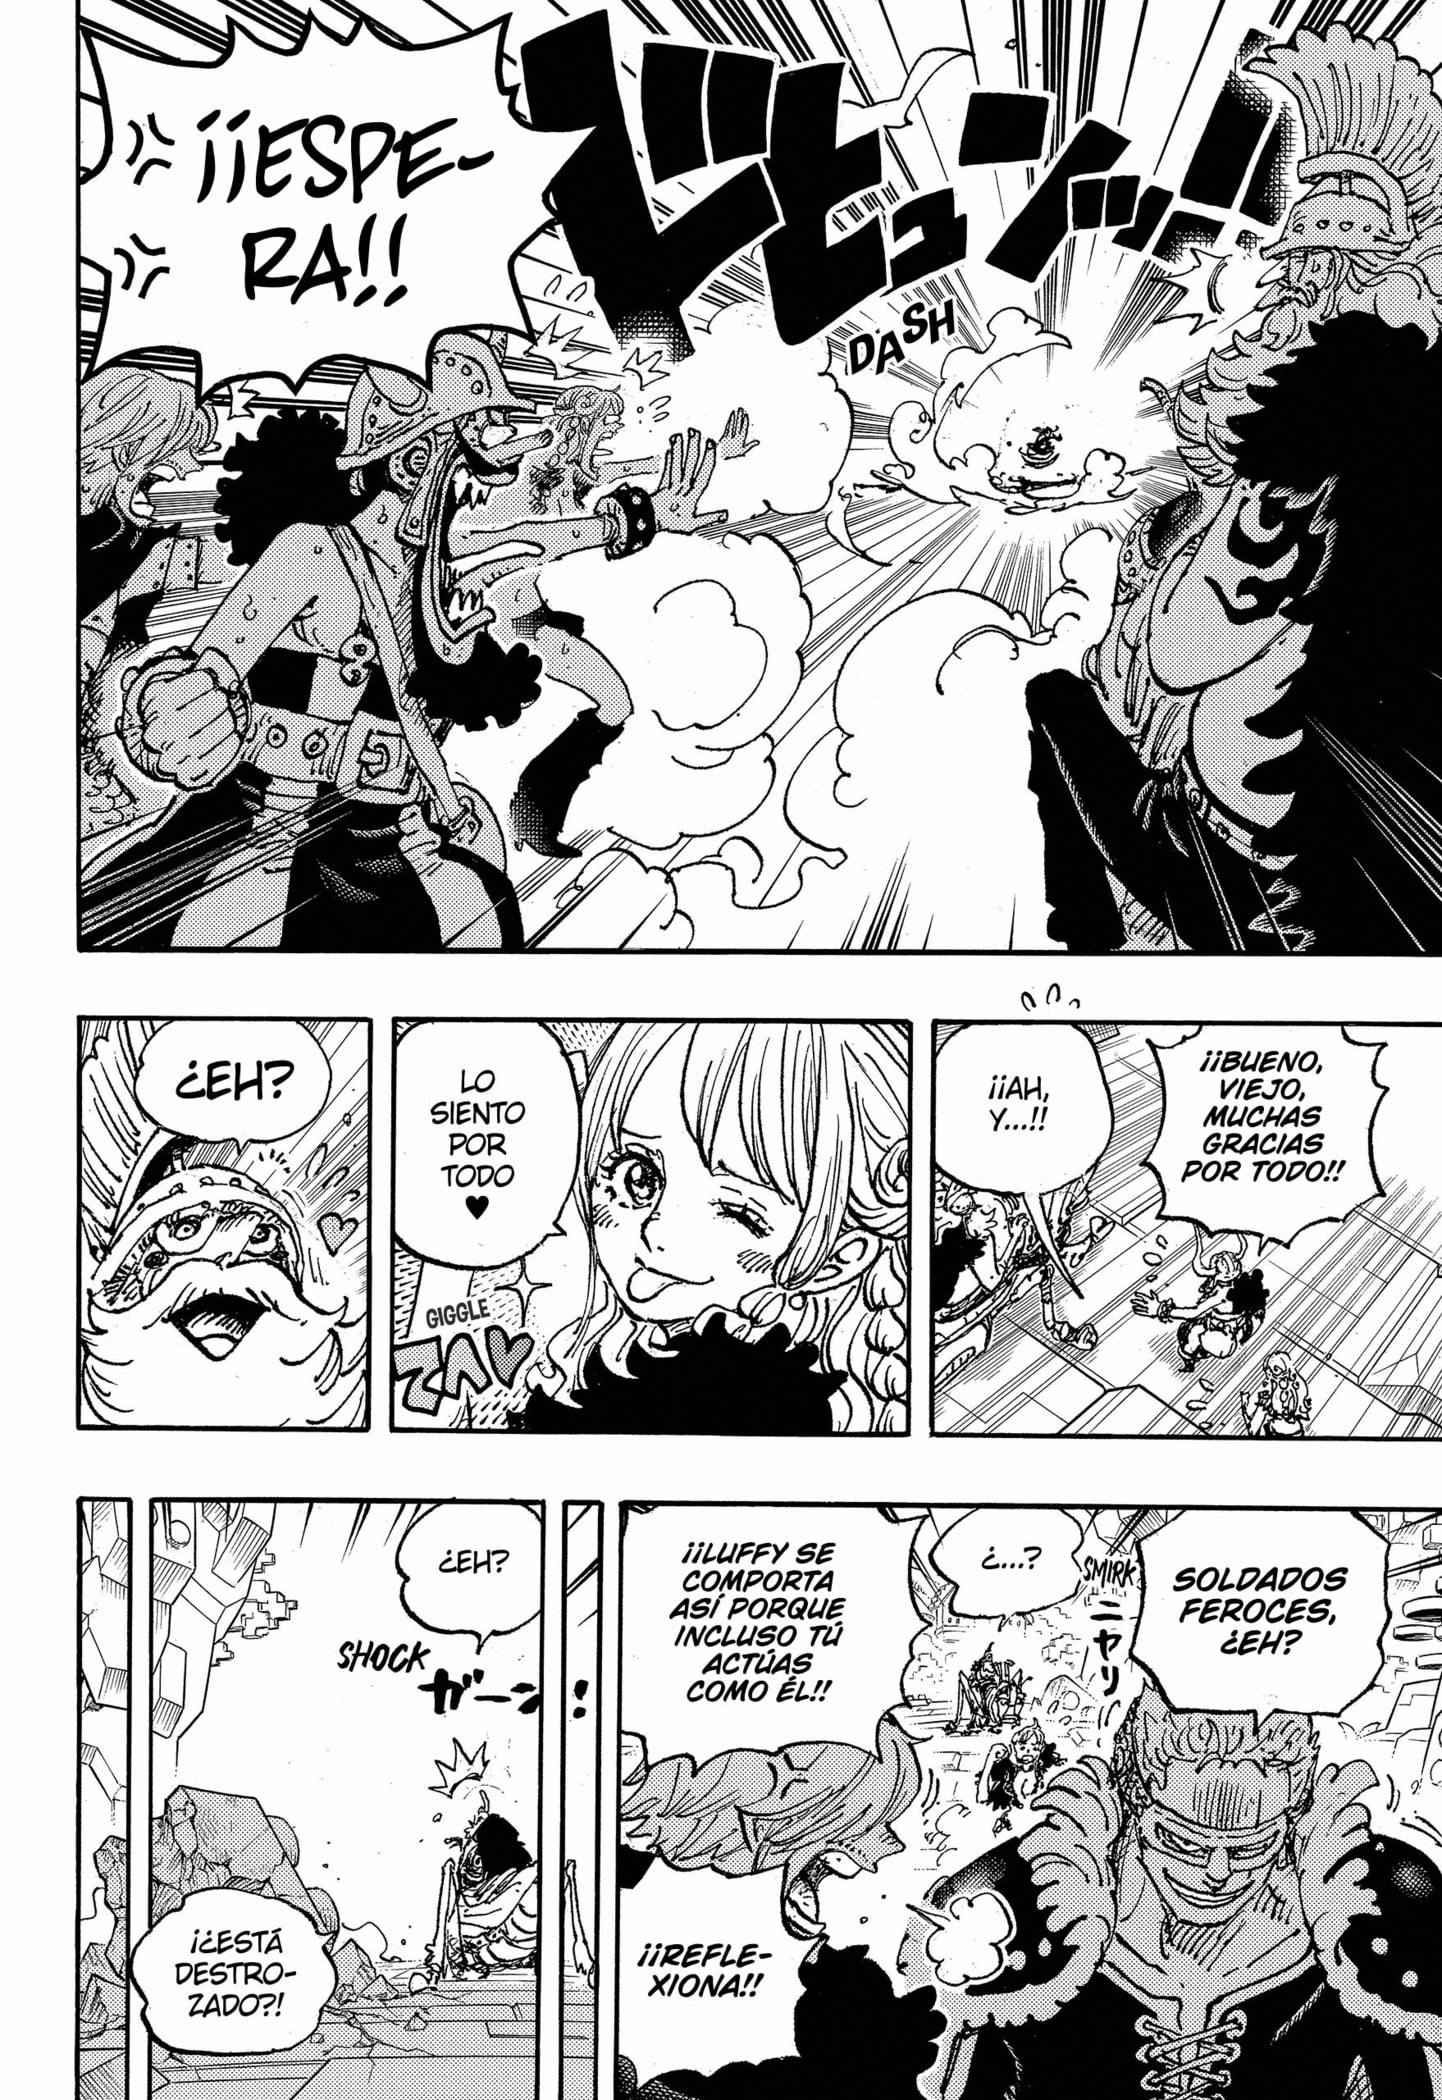 ドビュンッ!!
DASH
¡¡ESPE-
RA!!
¡¡BUENO,
VIEJO,
MUCHAS
GRACIAS
POR TODO!!
¡¡AH,
Y...!!
LO
SIENTO
POR
TODO
♥
GIGGLE
¿EH?
SOLDADOS
FEROCES,
¿EH?
SMIRK
ニヤリ
¿...?
¡¡LUFFY SE
COMPORTA
ASÍ PORQUE
INCLUSO TÚ
ACTÚAS
COMO ÉL!!
¡¡REFLE-
XIONA!!
¿EH?
SHOCK
ガーン!
¡¿ESTÁ
DESTRO-
ZADO?!